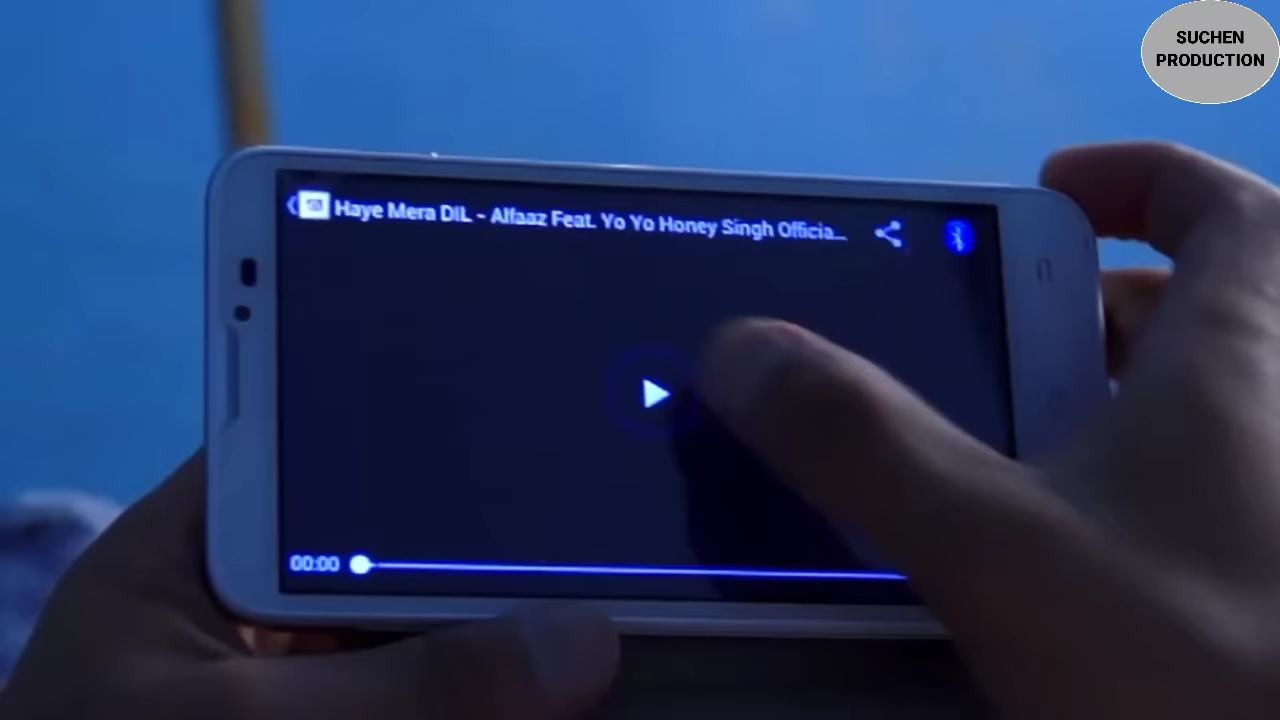 SUCHEN
PRODUCTION
Haye Mera DIL - Alfaaz Feat. Yo Yo Honey Singh Officia...
00:00